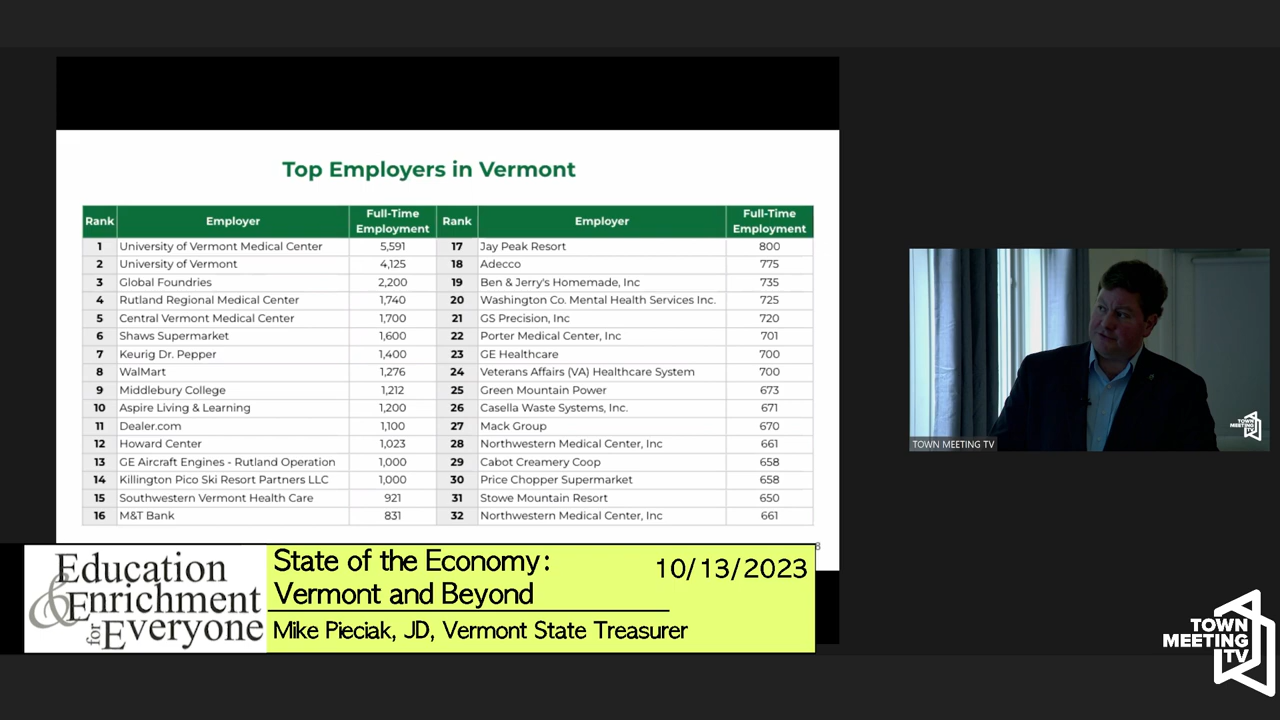 Top Employers in Vermont
Rank Employer Full-Time Employment Rank Employer Full-Time Employment
1 University of Vermont Medical Center 5,591 17 Jay Peak Resort 800
2 University of Vermont 4,125 18 Adecco 775
3 Global Foundries 2,200 19 Ben & Jerry's Homemade, Inc 735
4 Rutland Regional Medical Center 1,740 20 Washington Co. Mental Health Services Inc. 725
5 Central Vermont Medical Center 1,700 21 GS Precision, Inc 720
6 Shaws Supermarket 1,600 22 Porter Medical Center, Inc 701
7 Keurig Dr. Pepper 1,400 23 GE Healthcare 700
8 WalMart 1,276 24 Veterans Affairs (VA) Healthcare System 700
9 Middlebury College 1,212 25 Green Mountain Power 673
10 Aspire Living & Learning 1,200 26 Casella Waste Systems, Inc. 671
11 Dealer.com 1,100 27 Mack Group 670
12 Howard Center 1,023 28 Northwestern Medical Center, Inc 661
13 GE Aircraft Engines - Rutland Operation 1,000 29 Cabot Creamery Coop 658
14 Killington Pico Ski Resort Partners LLC 1,000 30 Price Chopper Supermarket 658
15 Southwestern Vermont Health Care 921 31 Stowe Mountain Resort 650
16 M&T Bank 831 32 Northwestern Medical Center, Inc 661
8
TOWN MEETING TV
TOWN
MEETING
TV
Education
& Enrichment
for Everyone
State of the Economy:
Vermont and Beyond
10/13/2023
Mike Pieciak, JD, Vermont State Treasurer
TOWN
MEETING
TV